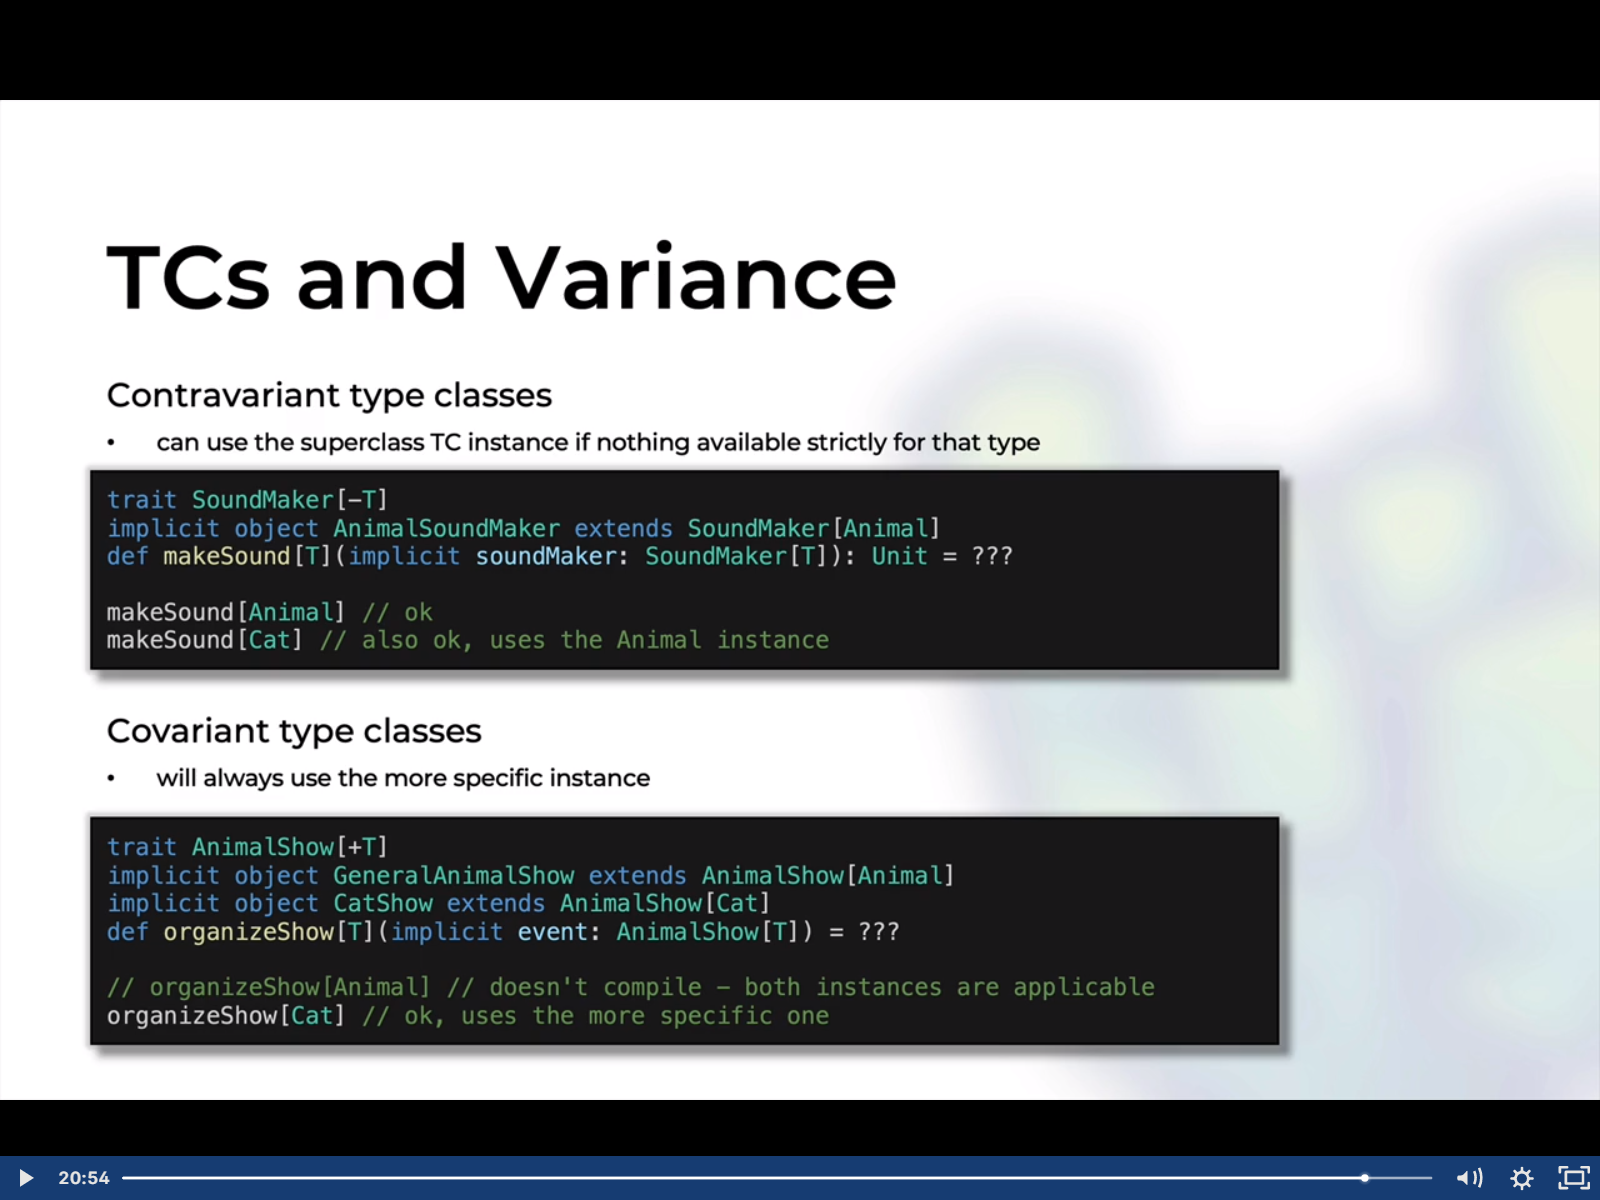 TCs and Variance
Contravariant type classes
• can use the superclass TC instance if nothing available strictly for that type
trait SoundMaker[−T]
implicit object AnimalSoundMaker extends SoundMaker[Animal]
def makeSound[T](implicit soundMaker: SoundMaker[T]): Unit = ???
makeSound[Animal] // ok
makeSound[Cat] // also ok, uses the Animal instance
Covariant type classes
• will always use the more specific instance
trait AnimalShow[+T]
implicit object GeneralAnimalShow extends AnimalShow[Animal]
implicit object CatShow extends AnimalShow[Cat]
def organizeShow[T](implicit event: AnimalShow[T]) = ???
// organizeShow[Animal] // doesn't compile – both instances are applicable
organizeShow[Cat] // ok, uses the more specific one
20:54